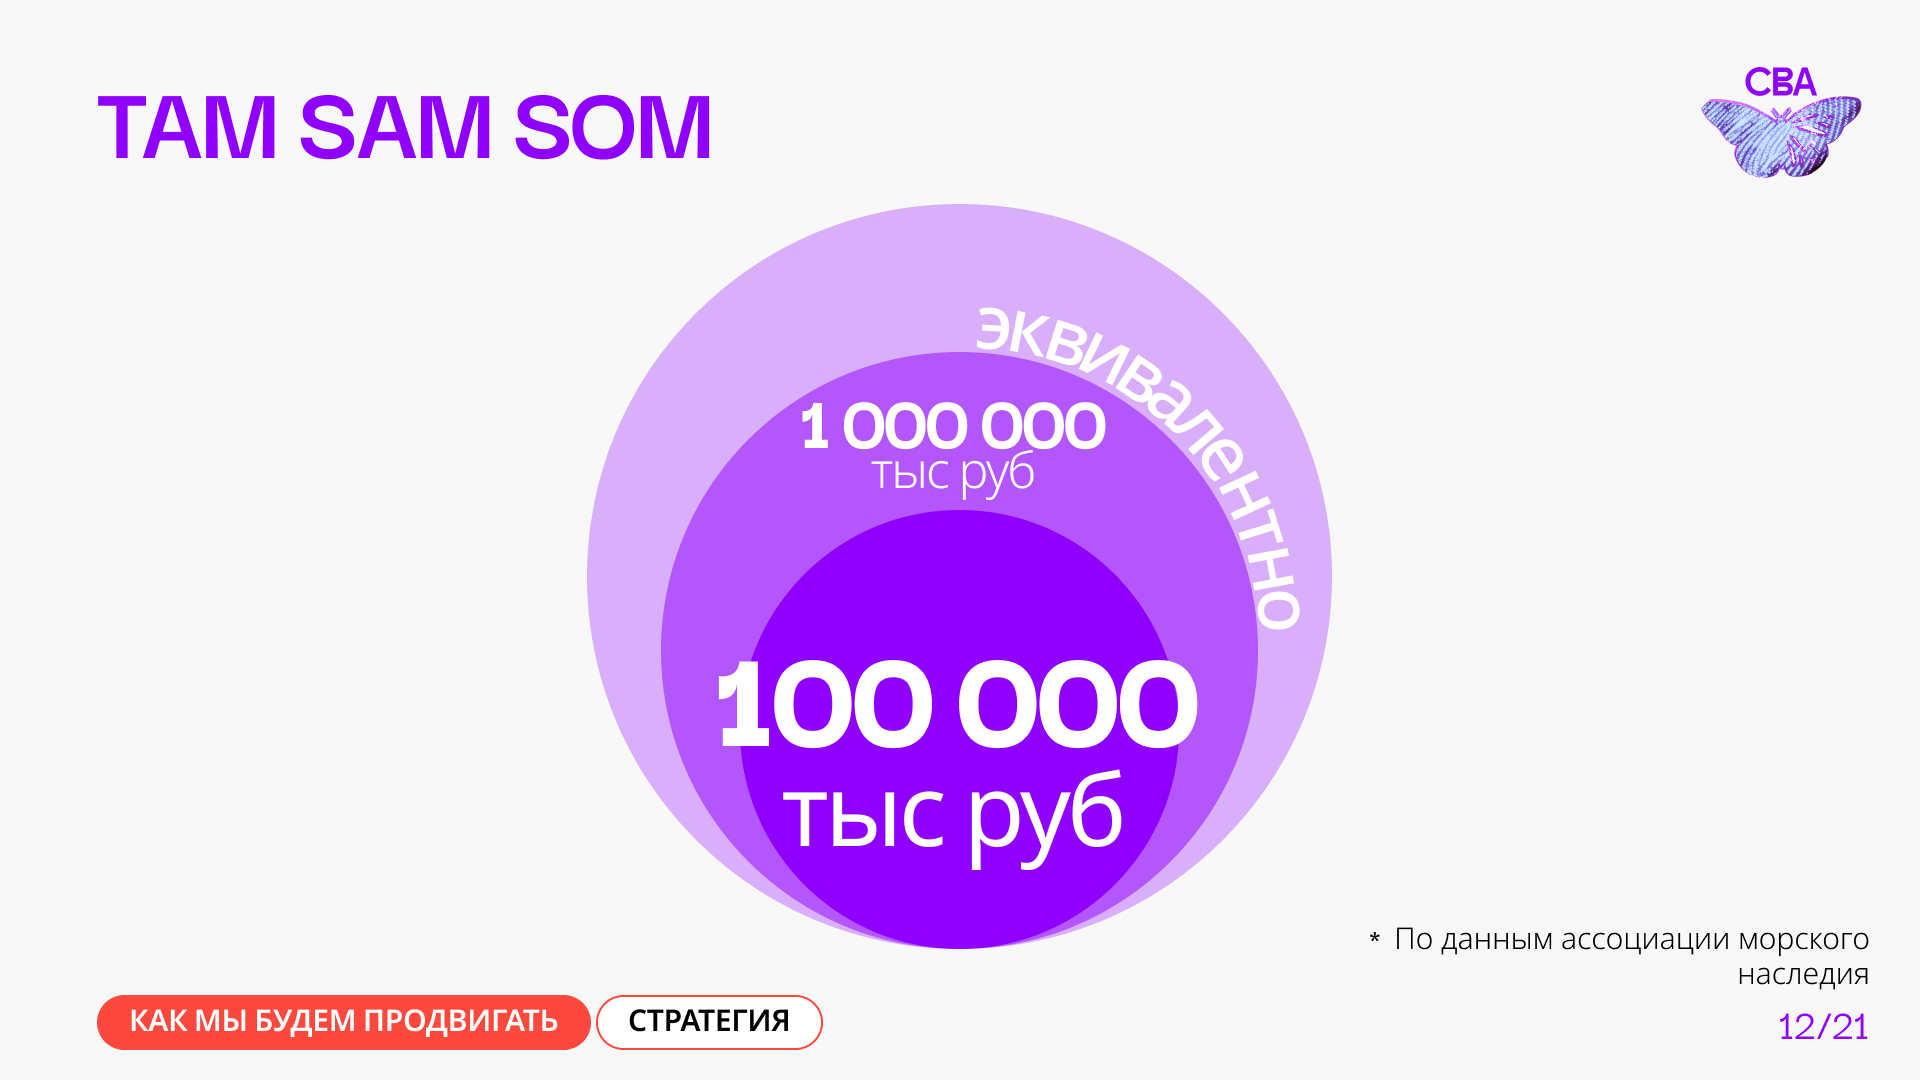 TAM SAM SOM
СВА
эквивалентно
1 000 000
тыс руб
100 000
тыс руб
* По данным ассоциации морского
наследия
КАК МЫ БУДЕМ ПРОДВИГАТЬ
СТРАТЕГИЯ
12/21